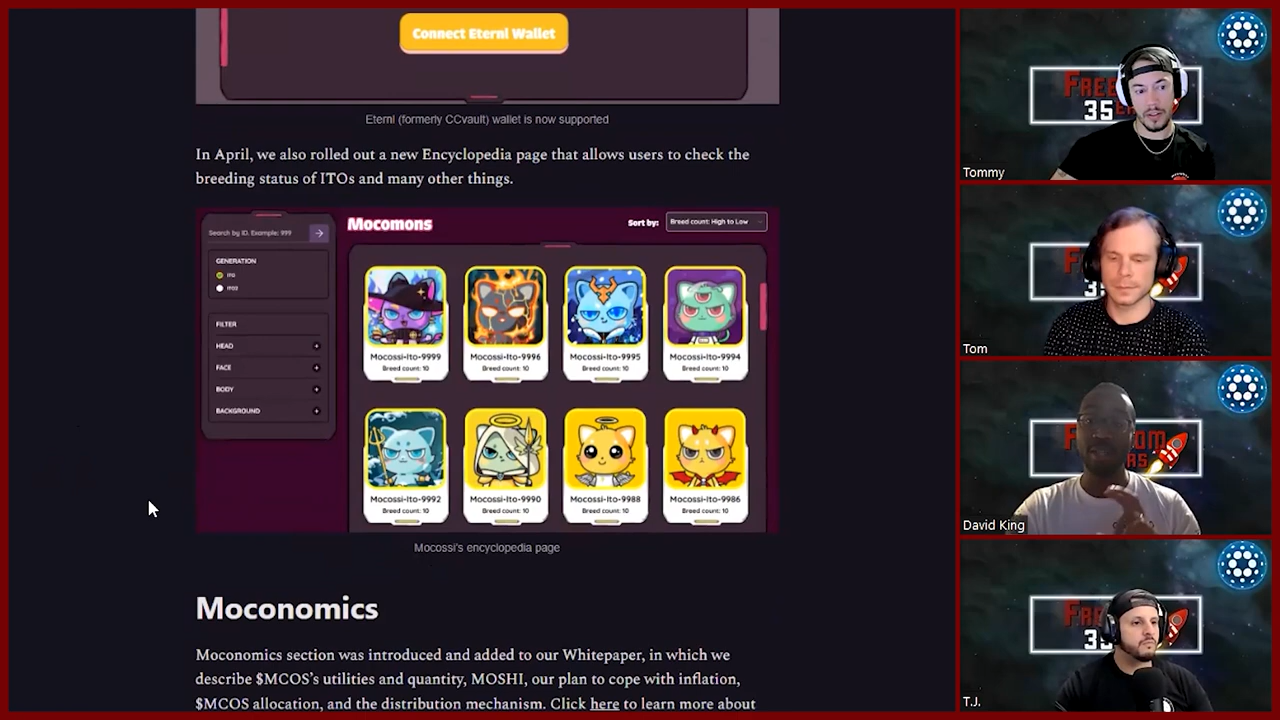 Connect Eternl Wallet
Eternl (formerly CCvault) wallet is now supported
In April, we also rolled out a new Encyclopedia page that allows users to check the
breeding status of ITOs and many other things.
Search by ID. Example: 999
Mocomons
Sort by:
Breed count: High to Low
GENERATION
FILTER
HEAD
FACE
BODY
BACKGROUND
Mocossi-Ito-9999
Breed count: 10
Mocossi-Ito-9996
Breed count: 10
Mocossi-Ito-9995
Breed count: 10
Mocossi-Ito-9994
Breed count: 10
Mocossi-Ito-9992
Breed count: 10
Mocossi-Ito-9990
Breed count: 10
Mocossi-Ito-9988
Breed count: 10
Mocossi-Ito-9986
Breed count: 10
Mocossi's encyclopedia page
Moconomics
Moconomics section was introduced and added to our Whitepaper, in which we
describe $MCOS's utilities and quantity, MOSHI, our plan to cope with inflation,
$MCOS allocation, and the distribution mechanism. Click here to learn more about
35
Tommy
Tom
David King
35
T.J.